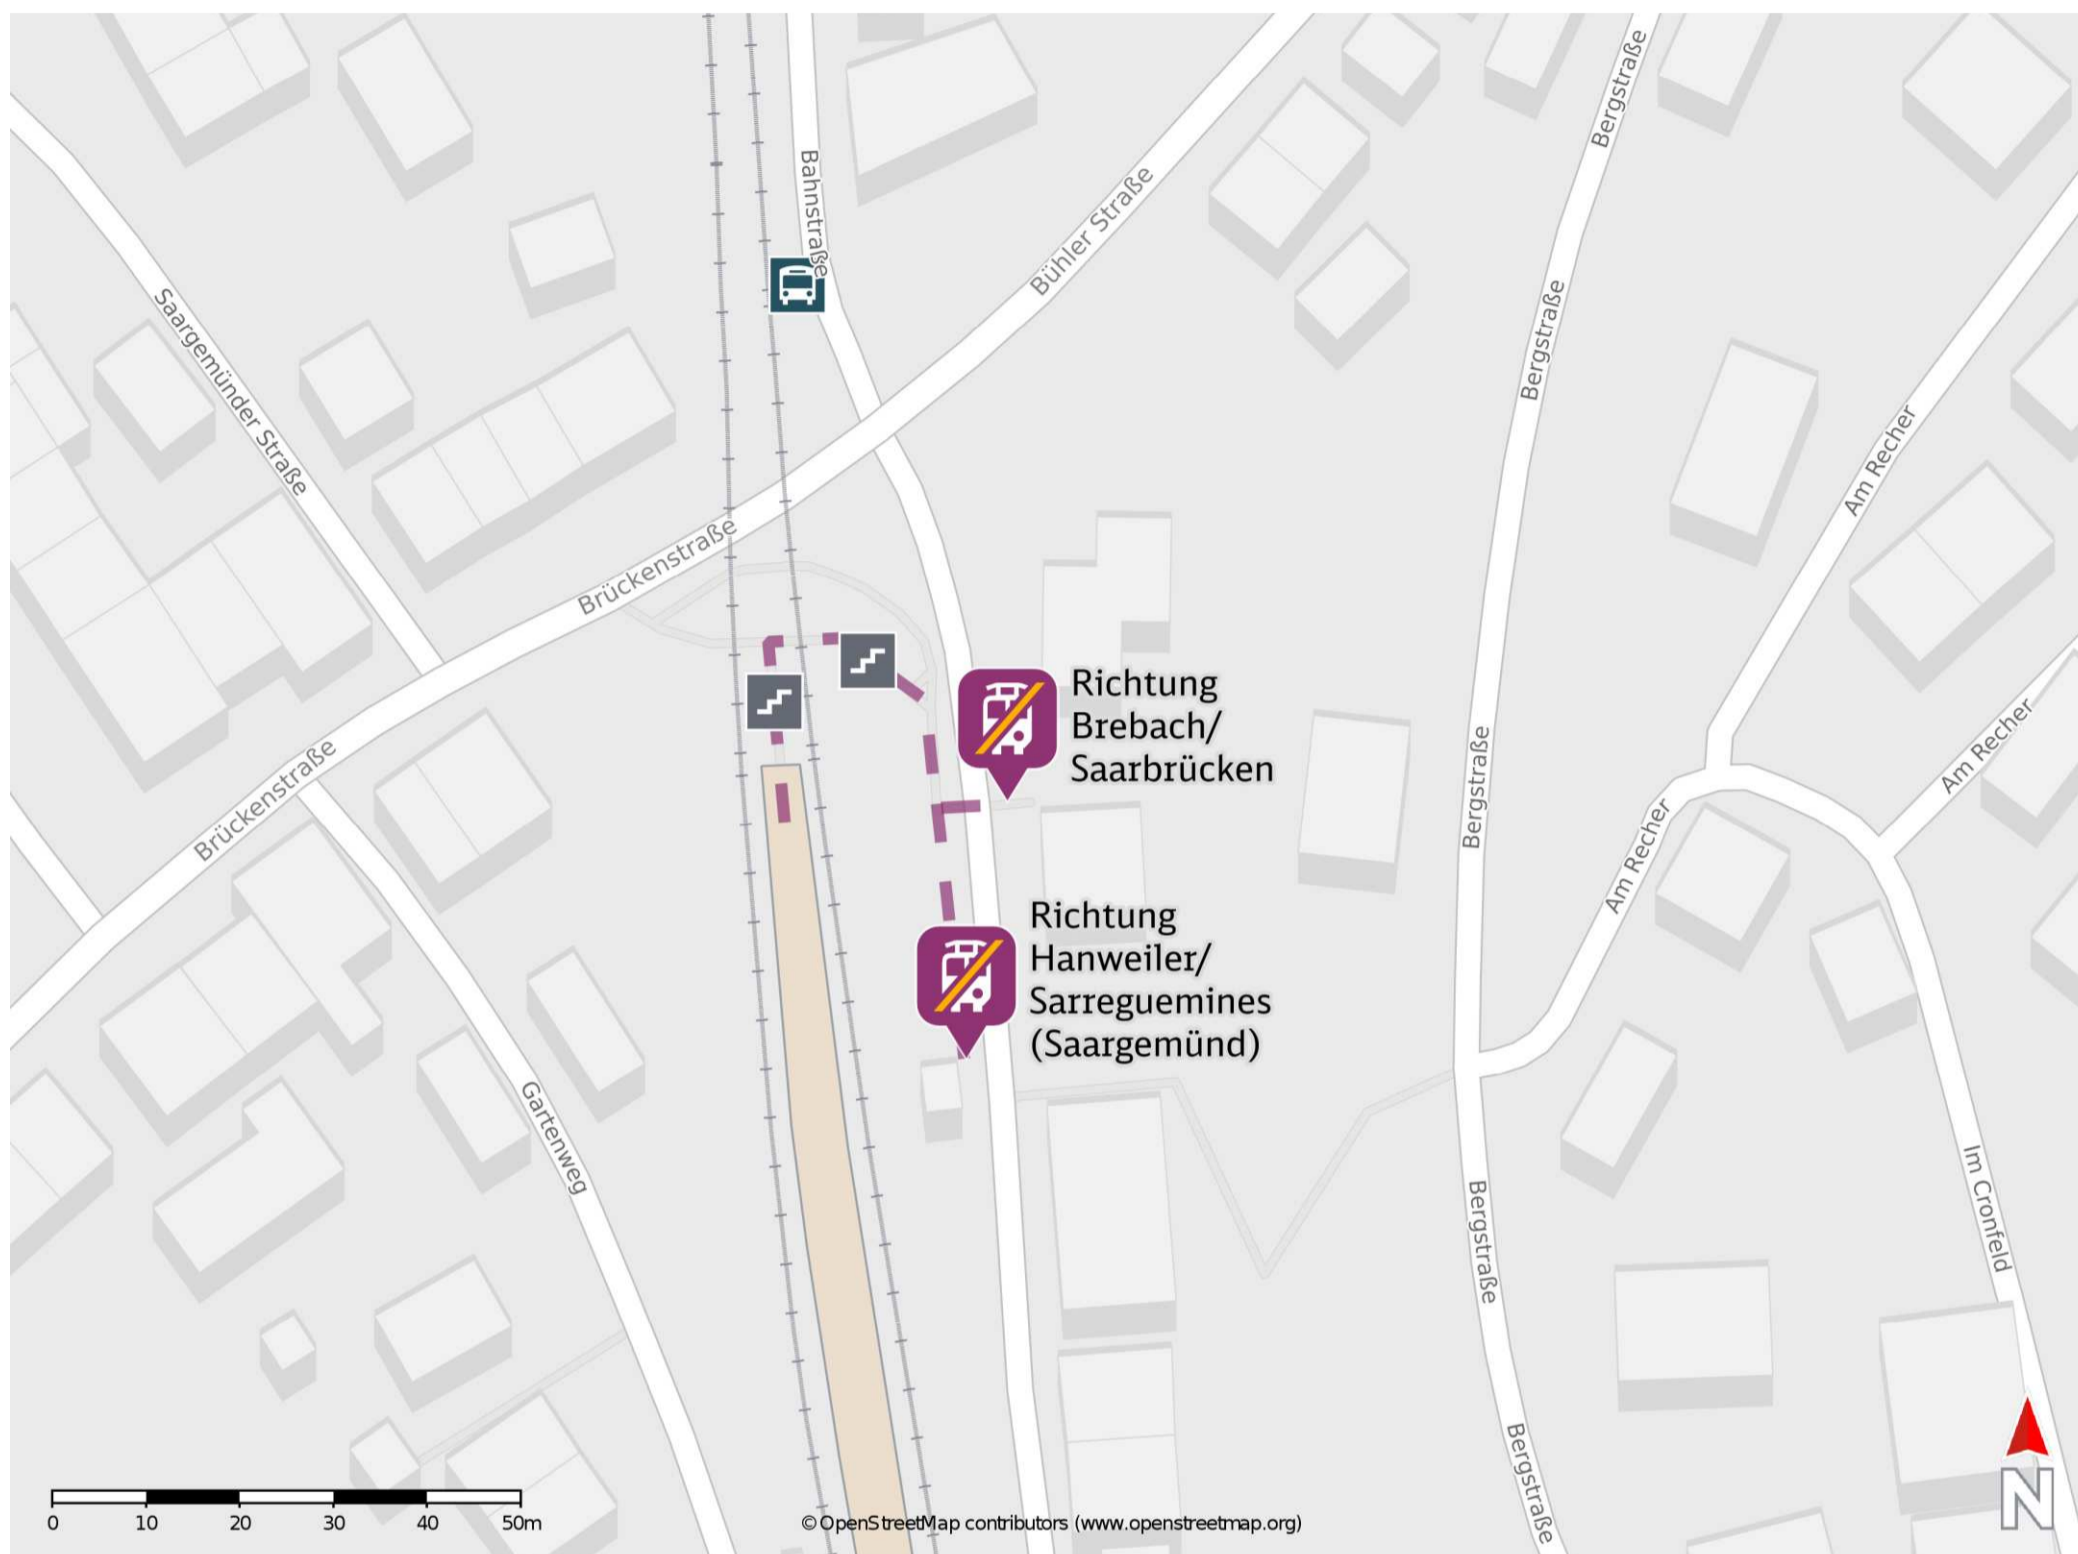 Bergstraße
Bahnstraße
Bühler Straße
Bergstraße
Saargemünder Straße
Am Recher
Brückenstraße
Richtung
Brebach/
Saarbrücken
Am Recher
Brückenstraße
Bergstraße
Am Recher
Richtung
Hanweiler/
Sarreguemines
(Saargemünd)
Gartenweg
Bergstraße
Im Cronfeld
Bergstraße
N
0 10 20 30 40 50m
© OpenStreetMap contributors (www.openstreetmap.org)